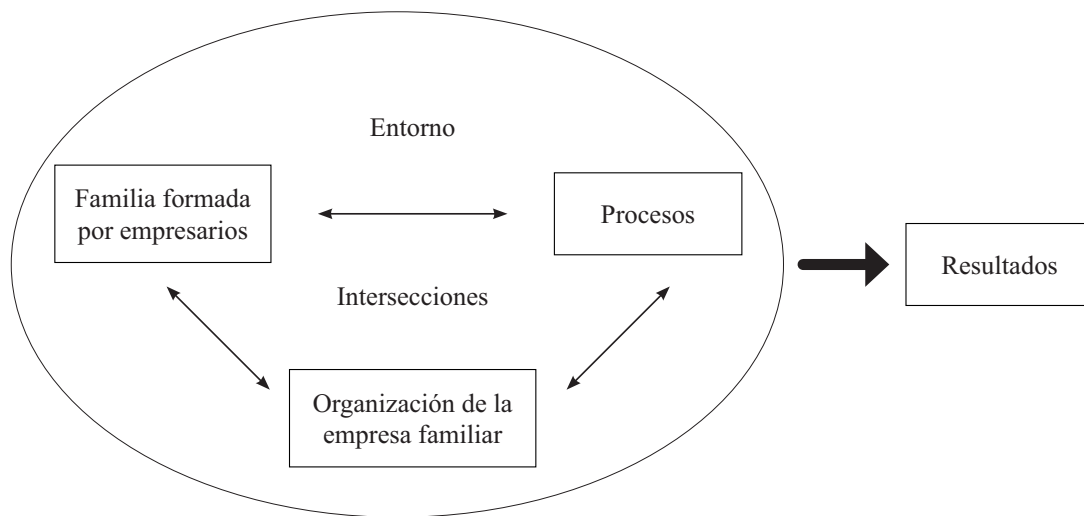 Entorno
Familia formada
por empresarios
Procesos
Resultados
Intersecciones
Organización de la
empresa familiar